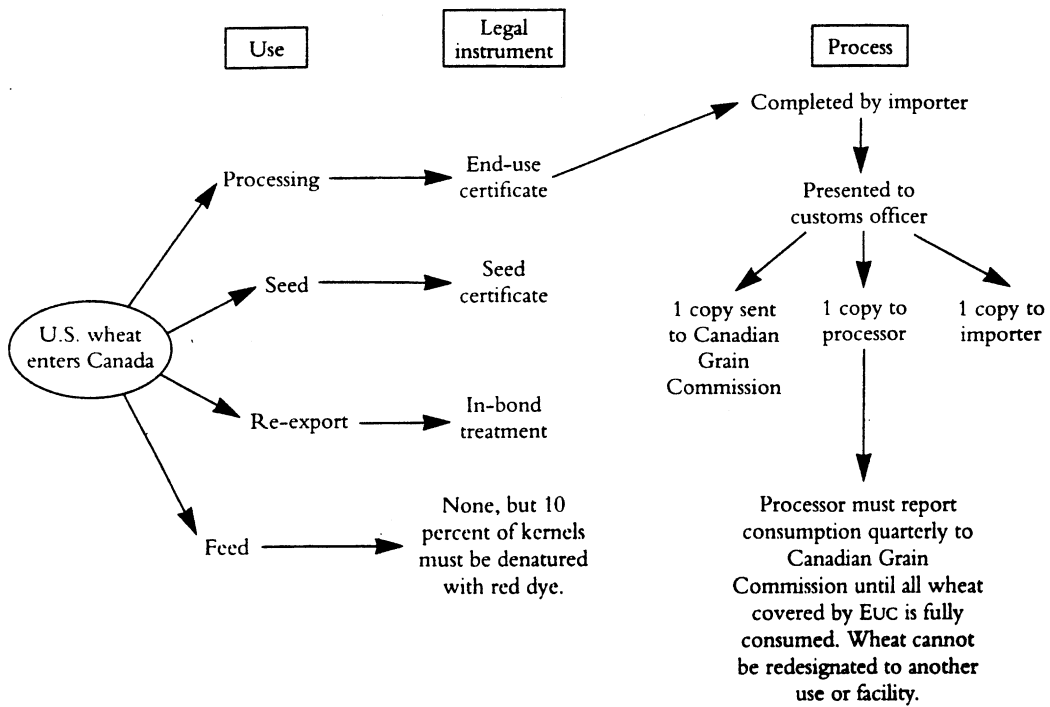 Use
Legal
instrument
Process
Completed by importer
Processing
End-use
certificate
Presented to
customs officer
Seed
Seed
certificate
U.S. wheat
enters Canada
1 copy sent
to Canadian
Grain
Commission
1 copy to
processor
1 copy to
importer
Re-export
In-bond
treatment
Feed
None, but 10
percent of kernels
must be denatured
with red dye.
Processor must report
consumption quarterly to
Canadian Grain
Commission until all wheat
covered by EUC is fully
consumed. Wheat cannot
be redesignated to another
use or facility.